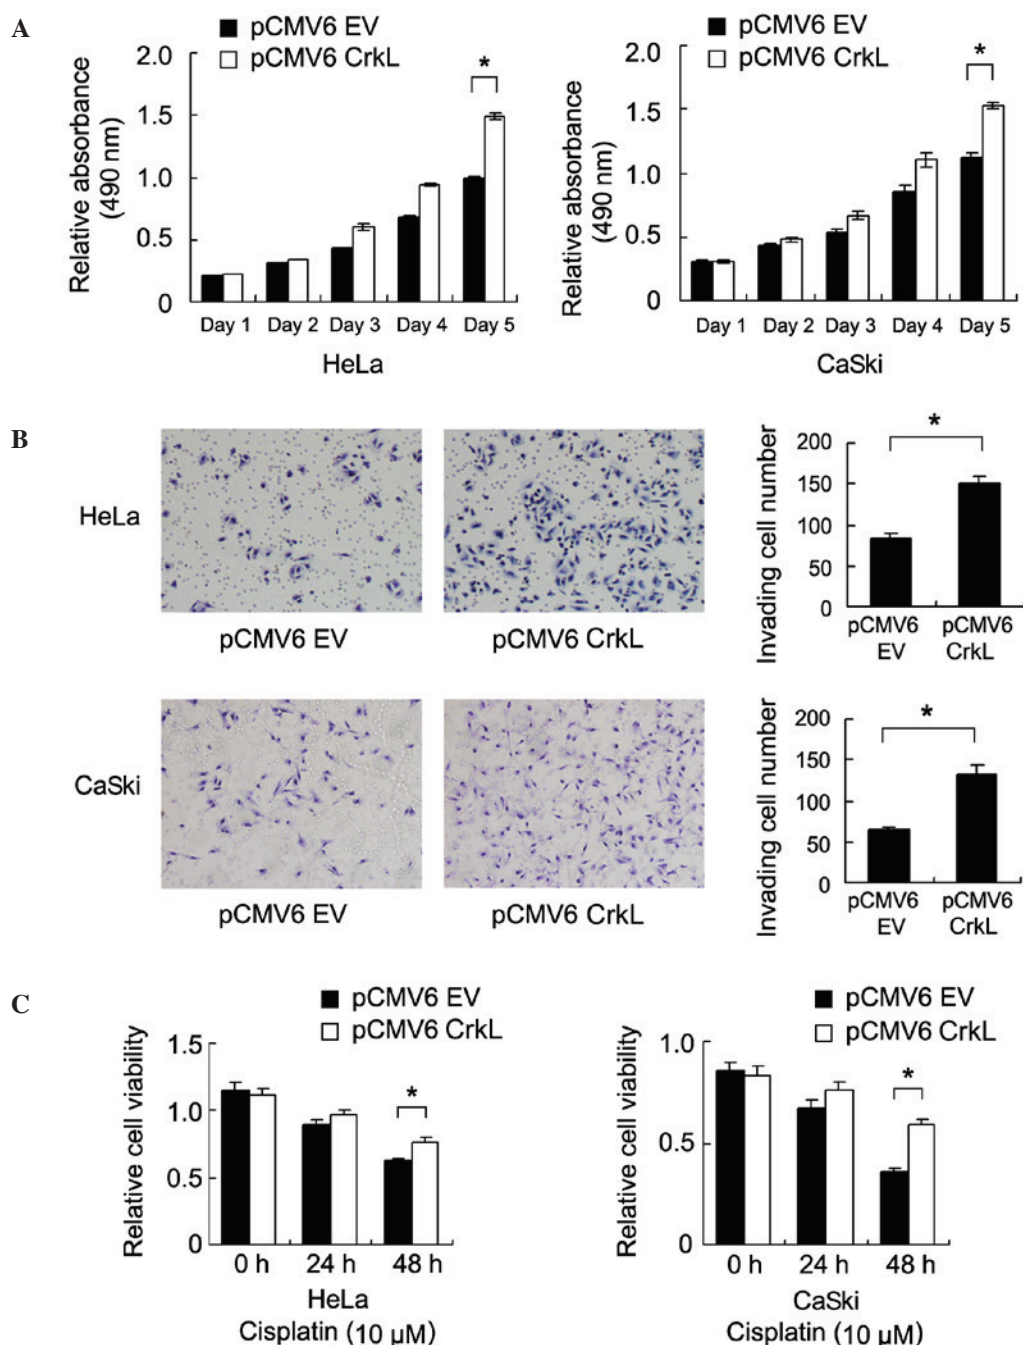 A
pCMV6 EV
pCMV6 CrkL
Relative absorbance
(490 nm)
2.0
1.5
1.0
0.5
0
*
Day 1 Day 2 Day 3 Day 4 Day 5
HeLa
pCMV6 EV
pCMV6 CrkL
Relative absorbance
(490 nm)
2.0
1.5
1.0
0.5
0
*
Day 1 Day 2 Day 3 Day 4 Day 5
CaSki
B
HeLa
pCMV6 EV
pCMV6 CrkL
Invading cell number
200
150
100
50
0
*
pCMV6 pCMV6
EV CrkL
CaSki
pCMV6 EV
pCMV6 CrkL
Invading cell number
200
150
100
50
0
*
pCMV6 pCMV6
EV CrkL
C
pCMV6 EV
pCMV6 CrkL
Relative cell viability
1.5
1.0
0.5
0
*
0 h 24 h 48 h
HeLa
Cisplatin (10 µM)
pCMV6 EV
pCMV6 CrkL
Relative cell viability
1.0
0.5
0
*
0 h 24 h 48 h
CaSki
Cisplatin (10 µM)